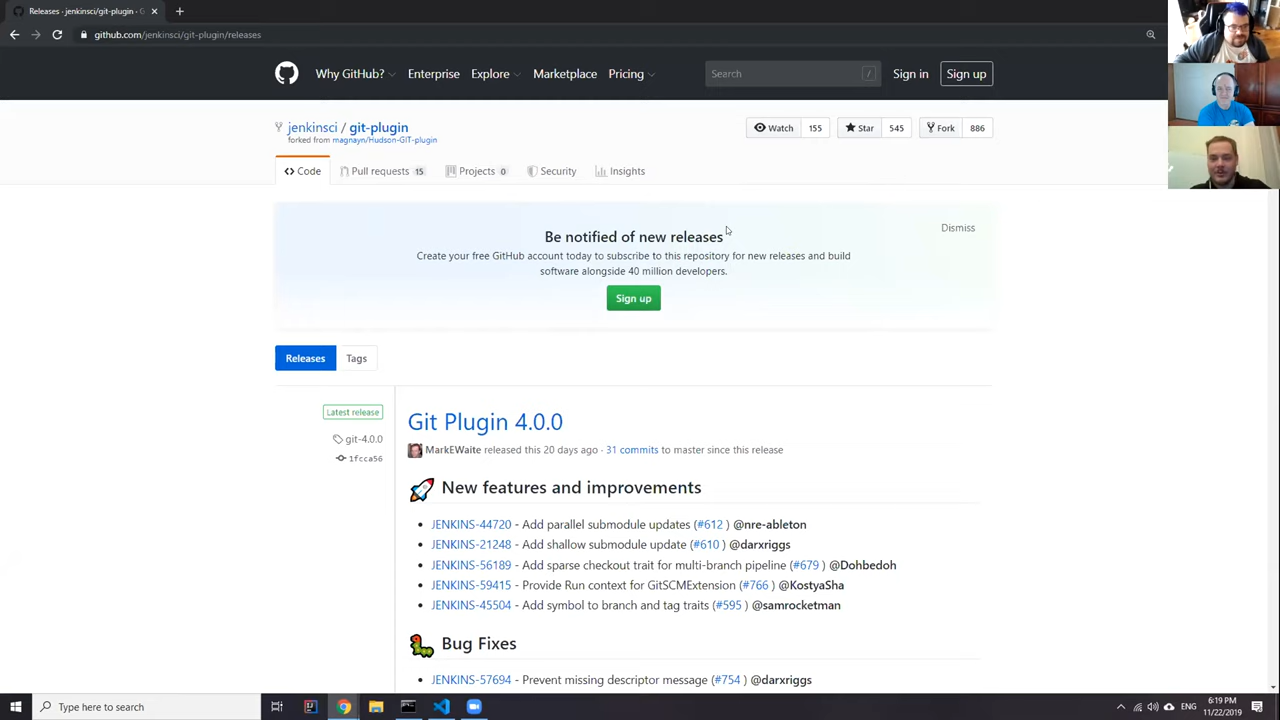 Releases · jenkinsci/git-plugin · G
github.com/jenkinsci/git-plugin/releases
Why GitHub? Enterprise Explore Marketplace Pricing Search / Sign in Sign up
jenkinsci / git-plugin
forked from magnayn/Hudson-GIT-plugin
Watch 155 Star 545 Fork 886
Code Pull requests 15 Projects 0 Security Insights
Be notified of new releases
Dismiss
Create your free GitHub account today to subscribe to this repository for new releases and build
software alongside 40 million developers.
Sign up
Releases Tags
Latest release
git-4.0.0
1fcca56
Git Plugin 4.0.0
MarkEWaite released this 20 days ago · 31 commits to master since this release
New features and improvements
JENKINS-44720 - Add parallel submodule updates (#612 ) @nre-ableton
JENKINS-21248 - Add shallow submodule update (#610 ) @darxriggs
JENKINS-56189 - Add sparse checkout trait for multi-branch pipeline (#679 ) @Dohbedoh
JENKINS-59415 - Provide Run context for GitSCMExtension (#766 ) @KostyaSha
JENKINS-45504 - Add symbol to branch and tag traits (#595 ) @samrocketman
Bug Fixes
JENKINS-57694 - Prevent missing descriptor message (#754 ) @darxriggs
Type here to search
6:19 PM
11/22/2019